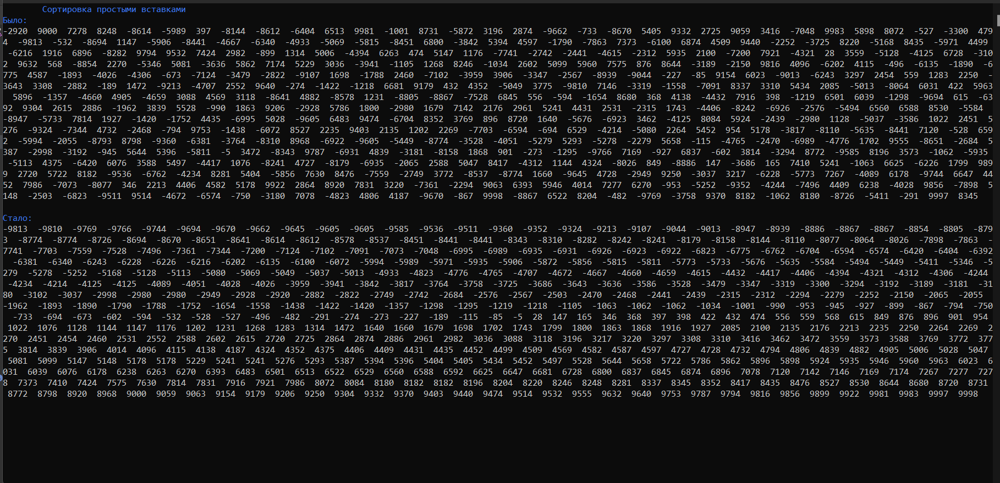 Сортировка простыми вставками
Было:
-2920  9000  7278  8248  -8614  -5989  397  -8144  -8612  -6404  6513  9981  -1001  8731  -5872  3196  2874  -9662  -733  -8670  5405  9332  2725  9059  3416  -7048  9983  5898  8072  -527  -3300  479
4  -9813  -532  -8694  1147  -5906  -8441  -4667  -6340  -4933  -5069  -5815  -8451  6800  -3842  5394  4597  -1790  -7863  7373  -6100  6874  4509  9440  -2252  -3725  8220  -5168  8435  -5971  4499
-6216  1916  6896  -8282  9794  9532  7424  2982  -899  1314  5006  -4394  6263  474  5147  1176  -7741  -2742  -2441  -4615  -2312  5935  2100  -7200  7921  -4321  28  3559  -5128  -4125  6728  -310
2  9632  568  -8854  2270  -5346  5081  -3636  5862  7174  5229  3036  -3941  -1105  1268  8246  -1034  2602  5099  5960  7575  876  8644  -3189  -2150  9816  4096  -6202  4115  -496  -6135  -1890  -6
775  4587  -1893  -4026  -4306  -673  -7124  -3479  -2822  -9107  1698  -1788  2460  -7102  -3959  3906  -3347  -2567  -8939  -9044  -227  -85  9154  6023  -9013  -6243  3297  2454  559  1283  2250  -
3643  3308  -2882  -189  1472  -9213  -4707  2552  9640  -274  -1422  -1218  6681  9179  432  4352  -5049  3775  -9810  7146  -3319  -1558  -7091  8337  3310  5434  2085  -5013  -8064  6031  422  5963
5896  -1357  -4660  4905  -4659  3088  4569  3118  -8641  4882  -8578  1231  -8805  -8867  -7528  6845  556  -594  -1654  8680  368  4138  -4432  7916  398  -1219  6501  6039  -1298  -9694  615  -63
92  9304  2615  2886  -1962  3839  5528  -990  1863  9206  -2928  5786  1800  -2980  1679  7142  2176  2961  5241  4431  2531  -2315  1743  -4406  -8242  -6926  -2576  -5494  6560  6588  8530  -5584
-8947  -5733  7814  1927  -1420  -1752  4435  -6995  5028  -9605  6483  9474  -6704  8352  3769  896  8720  1640  -5676  -6923  3462  -4125  8084  5924  -2439  -2980  1128  -5037  -3586  1022  2451  5
276  -9324  -7344  4732  -2468  -794  9753  -1438  -6072  8527  2235  9403  2135  1202  2269  -7703  -6594  -694  6529  -4214  -5080  2264  5452  954  5178  -3817  -8110  -5635  -8441  7120  -528  659
2  -5994  -2055  -8793  8798  -9360  -6381  -3764  -8310  8968  -6922  -9605  -5449  -8774  -3528  -4051  -5279  5293  -5278  -2279  5658  -115  -4765  -2470  -6989  -4776  1702  9555  -8651  -2684  5
387  -2998  -3192  -945  5644  5396  -5811  -5  3472  -8343  9787  -6931  4839  -3181  -8158  1868  901  -273  -1295  -9766  7169  -927  6837  -602  3814  -3294  8772  -9585  8196  3573  -1062  -5935
-5113  4375  -6420  6076  3588  5497  -4417  1076  -8241  4727  -8179  -6935  -2065  2588  5047  8417  -4312  1144  4324  -8026  849  -8886  147  -3686  165  7410  5241  -1063  6625  -6226  1799  989
9  2720  5722  8182  -9536  -6762  -4234  8281  5404  -5856  7630  8476  -7559  -2749  3772  -8537  -8774  1660  -9645  4728  -2949  9250  -3037  3217  -6228  -5773  7267  -4089  6178  -9744  6647  44
52  7986  -7073  -8077  346  2213  4406  4582  5178  9922  2864  8920  7831  3220  -7361  -2294  9063  6393  5946  4014  7277  6270  -953  -5252  -9352  -4244  -7496  4409  6238  -4028  9856  -7898  5
148  -2503  -6823  -9511  9514  -4672  -6574  -750  -3180  7078  -4823  4806  4187  -9670  -867  9998  -8867  6522  8204  -482  -9769  -3758  9370  8182  -1062  8180  -8726  -5411  -291  9997  8345
Стало:
-9813  -9810  -9769  -9766  -9744  -9694  -9670  -9662  -9645  -9605  -9605  -9585  -9536  -9511  -9360  -9352  -9324  -9213  -9107  -9044  -9013  -8947  -8939  -8886  -8867  -8867  -8854  -8805  -879
3  -8774  -8774  -8726  -8694  -8670  -8651  -8641  -8614  -8612  -8578  -8537  -8451  -8441  -8441  -8343  -8310  -8282  -8242  -8241  -8179  -8158  -8144  -8110  -8077  -8064  -8026  -7898  -7863  -
7741  -7703  -7559  -7528  -7496  -7361  -7344  -7200  -7124  -7102  -7091  -7073  -7048  -6995  -6989  -6935  -6931  -6926  -6923  -6922  -6823  -6775  -6762  -6704  -6594  -6574  -6420  -6404  -6392
-6381  -6340  -6243  -6228  -6226  -6216  -6202  -6135  -6100  -6072  -5994  -5989  -5971  -5935  -5906  -5872  -5856  -5815  -5811  -5773  -5733  -5676  -5635  -5584  -5494  -5449  -5411  -5346  -5
279  -5278  -5252  -5168  -5128  -5113  -5080  -5069  -5049  -5037  -5013  -4933  -4823  -4776  -4765  -4707  -4672  -4667  -4660  -4659  -4615  -4432  -4417  -4406  -4394  -4321  -4312  -4306  -4244
-4234  -4214  -4125  -4125  -4089  -4051  -4028  -4026  -3959  -3941  -3842  -3817  -3764  -3758  -3725  -3686  -3643  -3636  -3586  -3528  -3479  -3347  -3319  -3300  -3294  -3192  -3189  -3181  -31
80  -3102  -3037  -2998  -2980  -2980  -2949  -2928  -2920  -2882  -2822  -2749  -2742  -2684  -2576  -2567  -2503  -2470  -2468  -2441  -2439  -2315  -2312  -2294  -2279  -2252  -2150  -2065  -2055
-1962  -1893  -1890  -1790  -1788  -1752  -1654  -1558  -1438  -1422  -1420  -1357  -1298  -1295  -1219  -1218  -1105  -1063  -1062  -1062  -1034  -1001  -990  -953  -945  -927  -899  -867  -794  -750
-733  -694  -673  -602  -594  -532  -528  -527  -496  -482  -291  -274  -273  -227  -189  -115  -85  -5  28  147  165  346  368  397  398  422  432  474  556  559  568  615  849  876  896  901  954
1022  1076  1128  1144  1147  1176  1202  1231  1268  1283  1314  1472  1640  1660  1679  1698  1702  1743  1799  1800  1863  1868  1916  1927  2085  2100  2135  2176  2213  2235  2250  2264  2269  2
270  2451  2454  2460  2531  2552  2588  2602  2615  2720  2725  2864  2874  2886  2961  2982  3036  3088  3118  3196  3217  3220  3297  3308  3310  3416  3462  3472  3559  3573  3588  3769  3772  377
5  3814  3839  3906  4014  4096  4115  4138  4187  4324  4352  4375  4406  4409  4431  4435  4452  4499  4509  4569  4582  4587  4597  4727  4728  4732  4794  4806  4839  4882  4905  5006  5028  5047
5081  5099  5147  5148  5178  5178  5229  5241  5241  5276  5293  5387  5394  5396  5404  5405  5434  5452  5497  5528  5644  5658  5722  5786  5862  5896  5898  5924  5935  5946  5960  5963  6023  6
031  6039  6076  6178  6238  6263  6270  6393  6483  6501  6513  6522  6529  6560  6588  6592  6625  6647  6681  6728  6800  6837  6845  6874  6896  7078  7120  7142  7146  7169  7174  7267  7277  727
8  7373  7410  7424  7575  7630  7814  7831  7916  7921  7986  8072  8084  8180  8182  8182  8196  8204  8220  8246  8248  8281  8337  8345  8352  8417  8435  8476  8527  8530  8644  8680  8720  8731
8772  8798  8920  8968  9000  9059  9063  9154  9179  9206  9250  9304  9332  9370  9403  9440  9474  9514  9532  9555  9632  9640  9753  9787  9794  9816  9856  9899  9922  9981  9983  9997  9998